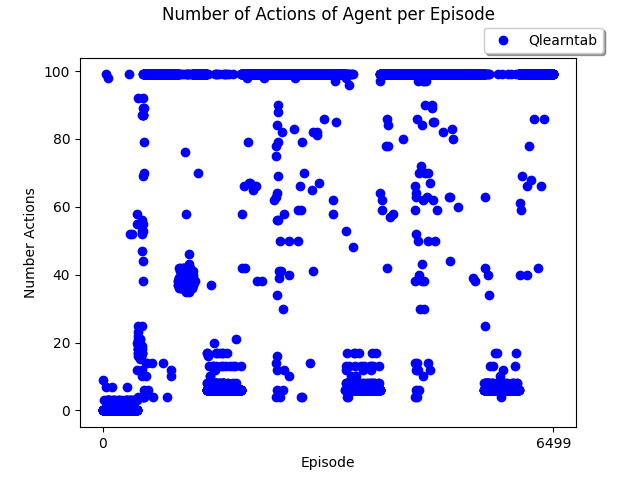 Number of Actions of Agent per Episode
Qlearntab
100
80
60
40
20
0
Number Actions
0
6499
Episode